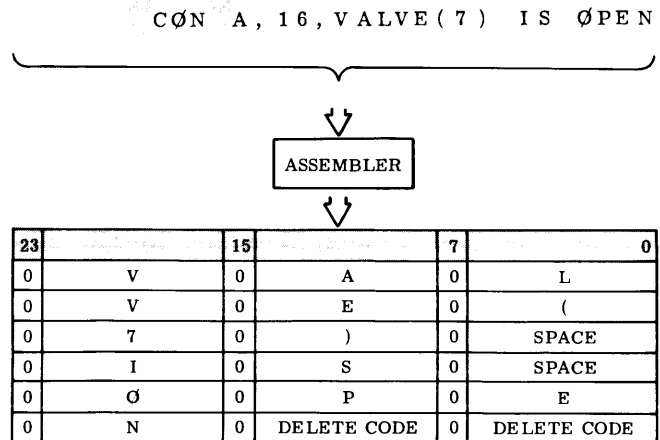 CØN A,16,VALVE(7) IS ØPEN
ASSEMBLER
23 15 7 0
0 V 0 A 0 L
0 V 0 E 0 (
0 7 0 ) 0 SPACE
0 I 0 S 0 SPACE
0 Ø 0 P 0 E
0 N 0 DELETE CODE 0 DELETE CODE